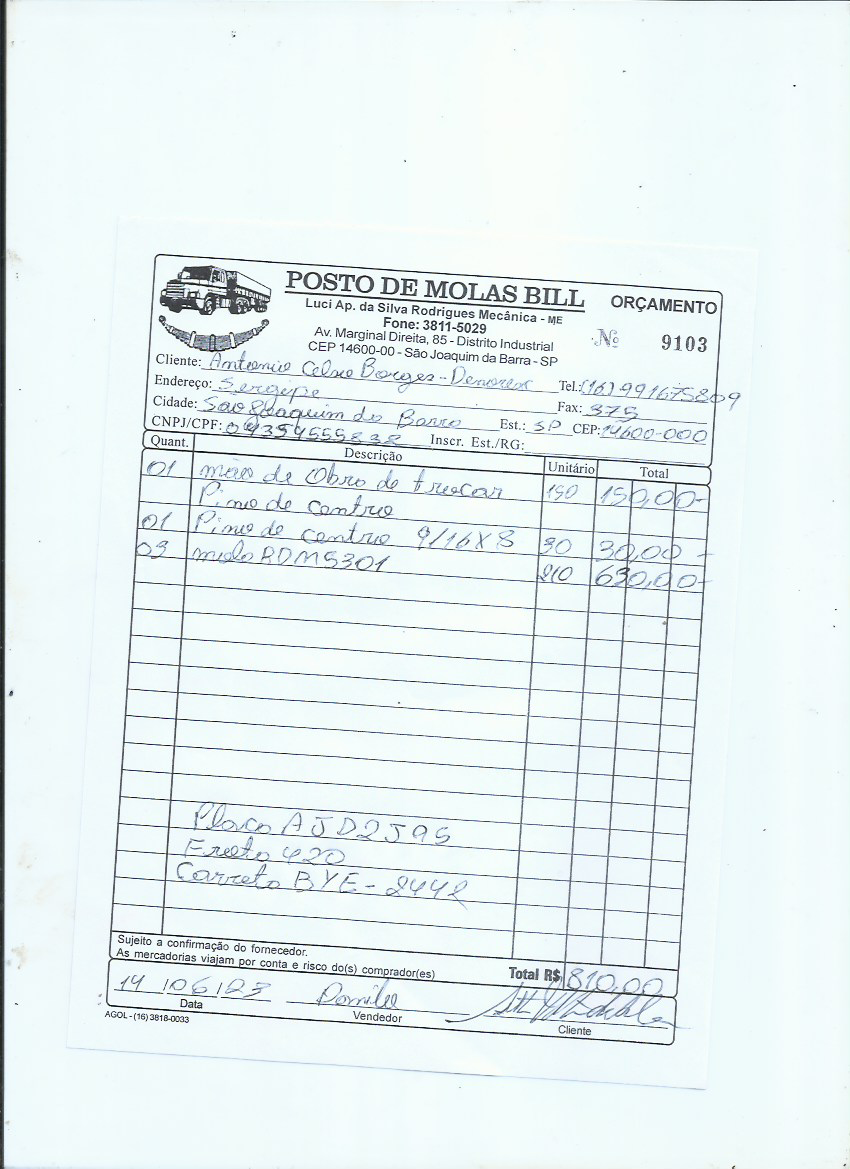 POSTO DE MOLAS BILL
ORÇAMENTO
Luci Ap. da Silva Rodrigues Mecânica - ME
Fone: 3811-5029
Av. Marginal Direita, 85 - Distrito Industrial
CEP 14600-00 - São Joaquim da Barra - SP
Nº 9103
Cliente: Antonio Celso Borges - Tel.: (16) 991675809
Endereço: Sergipe Fax: 375
Cidade: São Joaquim da Barra Est.: SP CEP: 14600-000
CNPJ/CPF: 04354555838 Inscr. Est./RG:
Quant. Descrição Unitário Total
01 mão de Obra de trocar 150 150,00-
Pino de centro
01 Pino de centro 9/16X8 30 30,00 -
03 mola RDM5301 210 630,00-
Placa AJD2J95
420
Carreta BYE - 2442
Sujeito a confirmação do fornecedor.
As mercadorias viajam por conta e risco do(s) comprador(es)
Total R$ 810,00
14/06/23
Data
Vendedor
Cliente
AGOL - (16) 3818-0033